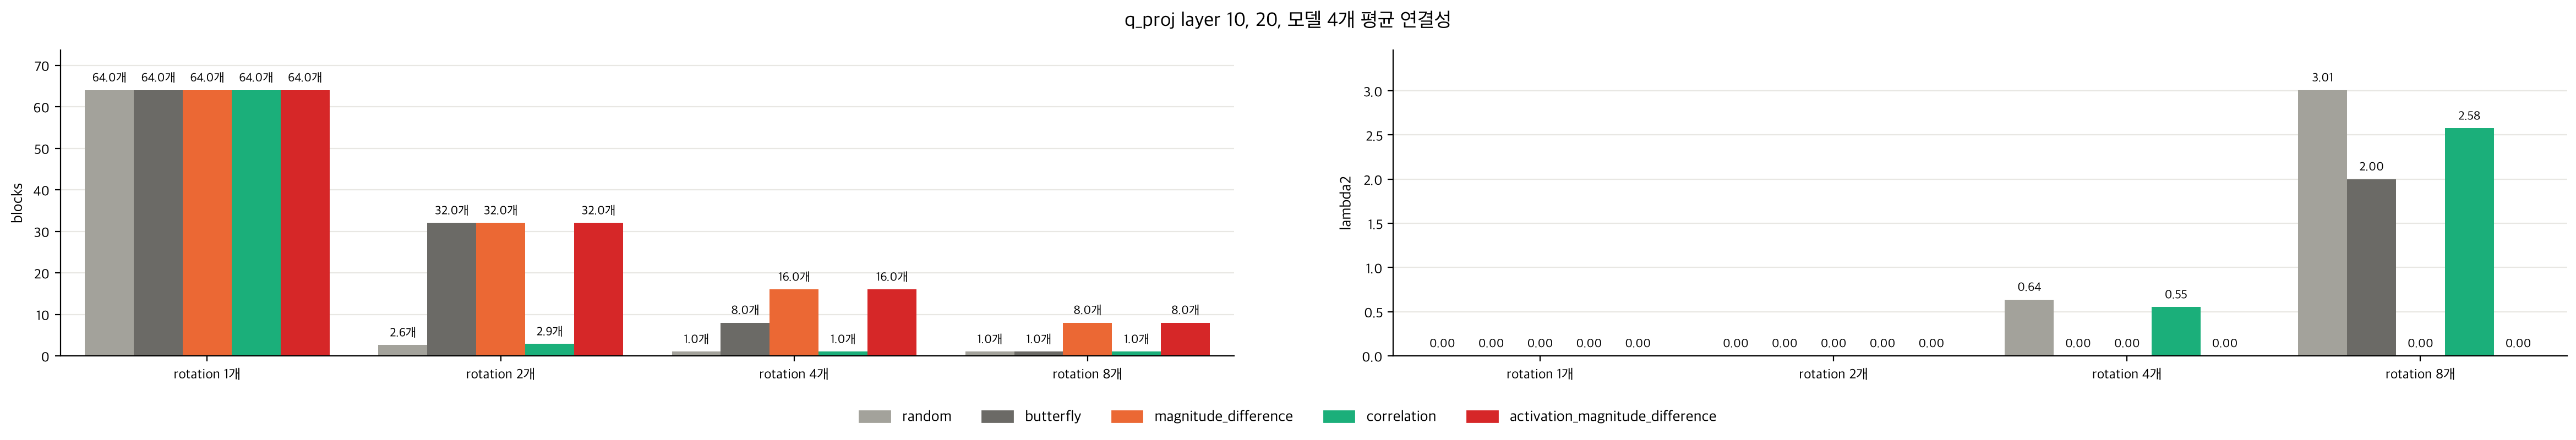 q_proj layer 10, 20, 모델 4개 평균 연결성
blocks
70
60
50
40
30
20
10
0
64.0개 64.0개 64.0개 64.0개 64.0개
2.6개 32.0개 32.0개 2.9개 32.0개
1.0개 8.0개 16.0개 1.0개 16.0개
1.0개 1.0개 8.0개 1.0개 8.0개
rotation 1개 rotation 2개 rotation 4개 rotation 8개
lambda2
3.0
2.5
2.0
1.5
1.0
0.5
0.0
0.00 0.00 0.00 0.00 0.00
0.00 0.00 0.00 0.00 0.00
0.64 0.00 0.00 0.55 0.00
3.01 2.00 0.00 2.58 0.00
rotation 1개 rotation 2개 rotation 4개 rotation 8개
random butterfly magnitude_difference correlation activation_magnitude_difference